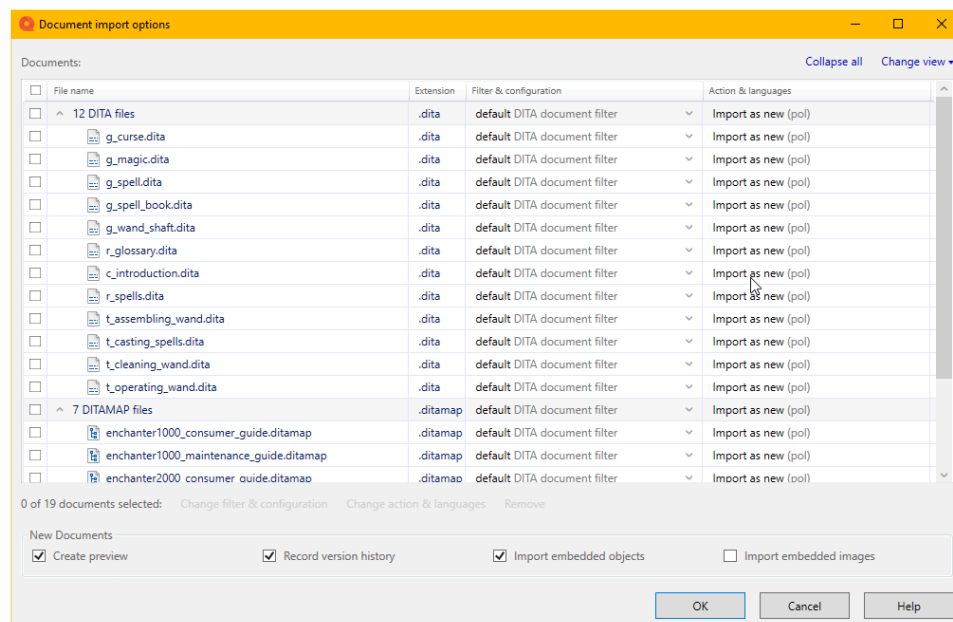 Document import options
Documents: Collapse all Change view
File name Extension Filter & configuration Action & languages
12 DITA files .dita default DITA document filter Import as new (pol)
g_curse.dita .dita default DITA document filter Import as new (pol)
g_magic.dita .dita default DITA document filter Import as new (pol)
g_spell.dita .dita default DITA document filter Import as new (pol)
g_spell_book.dita .dita default DITA document filter Import as new (pol)
g_wand_shaft.dita .dita default DITA document filter Import as new (pol)
r_glossary.dita .dita default DITA document filter Import as new (pol)
c_introduction.dita .dita default DITA document filter Import as new (pol)
r_spells.dita .dita default DITA document filter Import as new (pol)
t_assembling_wand.dita .dita default DITA document filter Import as new (pol)
t_casting_spells.dita .dita default DITA document filter Import as new (pol)
t_cleaning_wand.dita .dita default DITA document filter Import as new (pol)
t_operating_wand.dita .dita default DITA document filter Import as new (pol)
7 DITAMAP files .ditamap default DITA document filter Import as new (pol)
enchanter1000_consumer_guide.ditamap .ditamap default DITA document filter Import as new (pol)
enchanter1000_maintenance_guide.ditamap .ditamap default DITA document filter Import as new (pol)
enchanter2000_consumer_guide.ditamap .ditamap default DITA document filter Import as new (pol)
0 of 19 documents selected: Change filter & configuration Change action & languages Remove
New Documents
Create preview Record version history Import embedded objects Import embedded images
OK Cancel Help